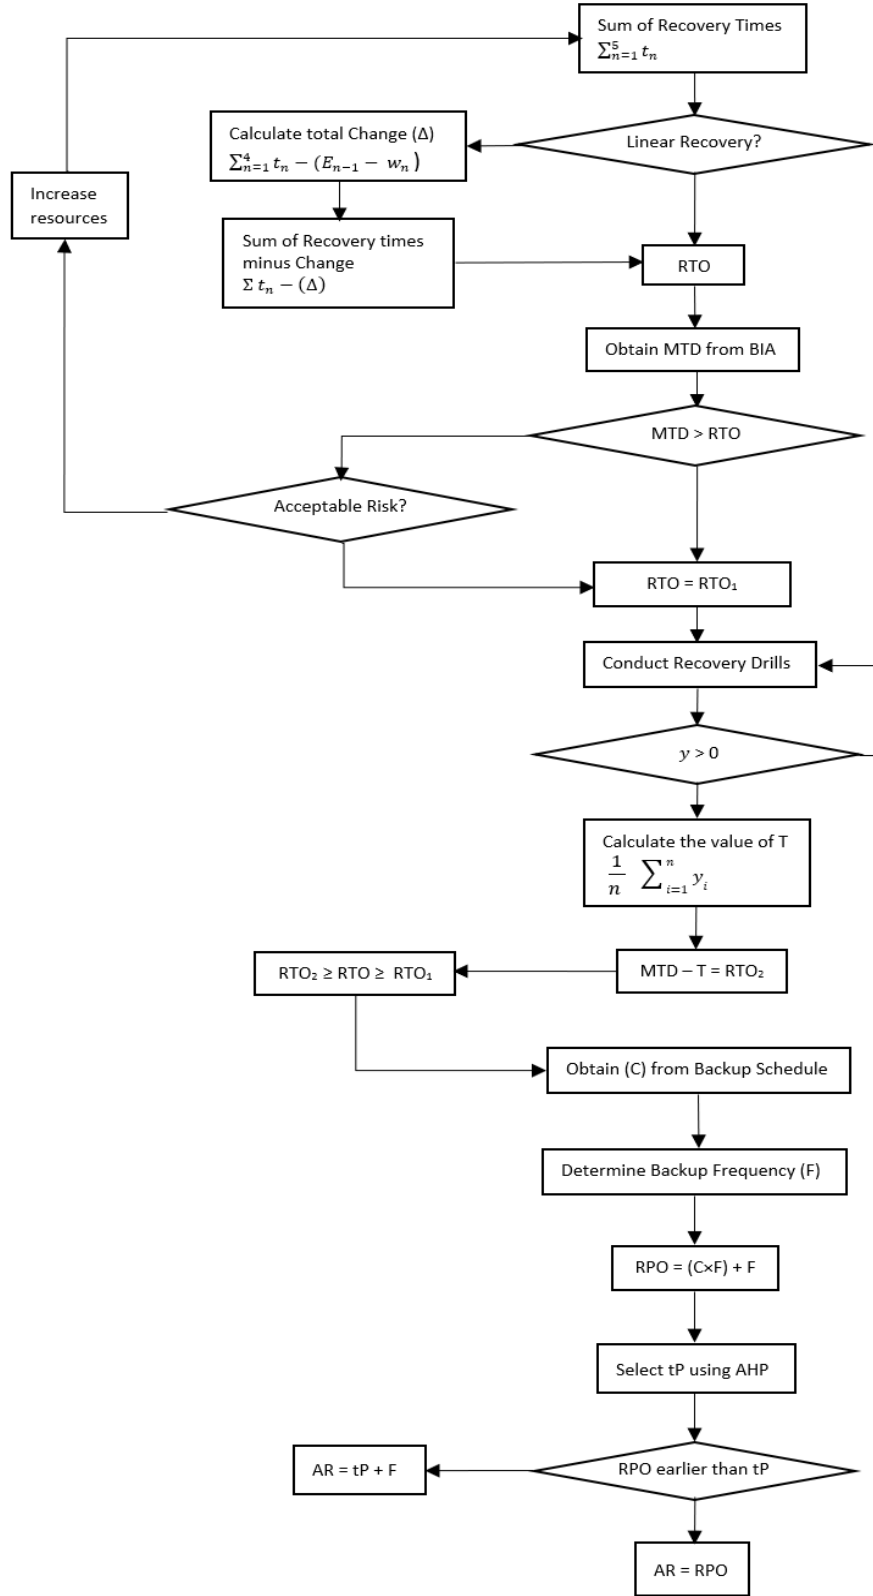 Sum of Recovery Times
∑⁵ₙ₌₁ tₙ
Linear Recovery?
Calculate total Change (Δ)
∑⁴ₙ₌₁ tₙ − (Eₙ₋₁ − wₙ)
Increase
resources
Sum of Recovery times
minus Change
Σ tₙ − (Δ)
RTO
Obtain MTD from BIA
MTD > RTO
Acceptable Risk?
RTO = RTO₁
Conduct Recovery Drills
y > 0
Calculate the value of T
1/n ∑ⁿᵢ₌₁ yᵢ
MTD – T = RTO₂
RTO₂ ≥ RTO ≥ RTO₁
Obtain (C) from Backup Schedule
Determine Backup Frequency (F)
RPO = (C×F) + F
Select tP using AHP
RPO earlier than tP
AR = tP + F
AR = RPO